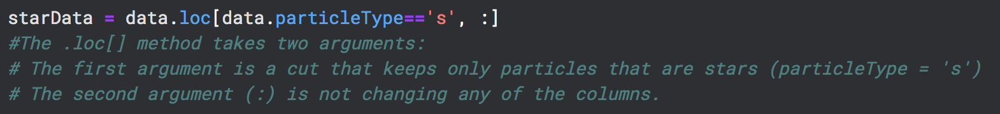 starData = data.loc[data.particleType=='s', :]
#The .loc[] method takes two arguments:
# The first argument is a cut that keeps only particles that are stars (particleType = 's')
# The second argument (:) is not changing any of the columns.